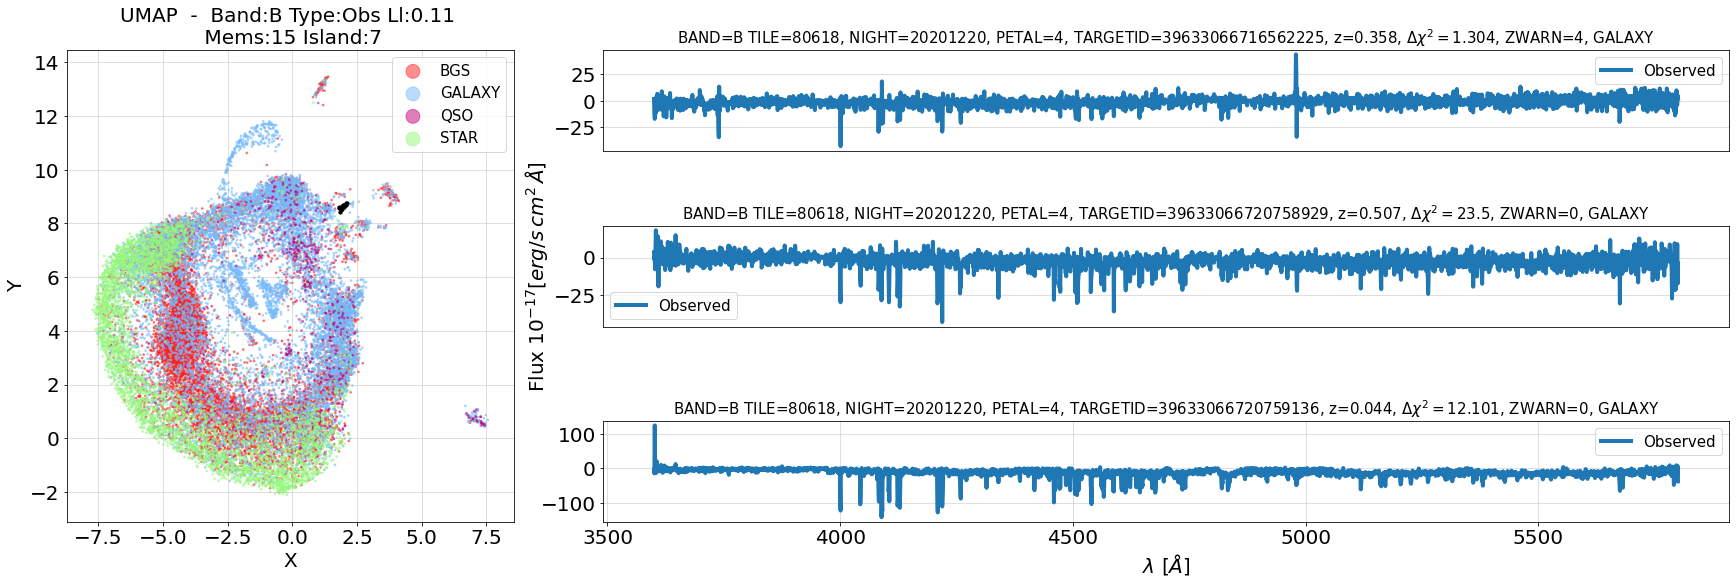 UMAP - Band:B Type:Obs Ll:0.11
Mems:15 Island:7
14
12
10
8
6
4
2
0
−2
Y
−7.5 −5.0 −2.5 0.0 2.5 5.0 7.5
X
BGS
GALAXY
QSO
STAR
Flux 10⁻¹⁷[erg/s cm² Å]
BAND=B TILE=80618, NIGHT=20201220, PETAL=4, TARGETID=39633066716562225, z=0.358, Δχ² = 1.304, ZWARN=4, GALAXY
25
0
−25
Observed
BAND=B TILE=80618, NIGHT=20201220, PETAL=4, TARGETID=39633066720758929, z=0.507, Δχ² = 23.5, ZWARN=0, GALAXY
0
−25
Observed
BAND=B TILE=80618, NIGHT=20201220, PETAL=4, TARGETID=39633066720759136, z=0.044, Δχ² = 12.101, ZWARN=0, GALAXY
100
0
−100
Observed
3500 4000 4500 5000 5500
λ [Å]